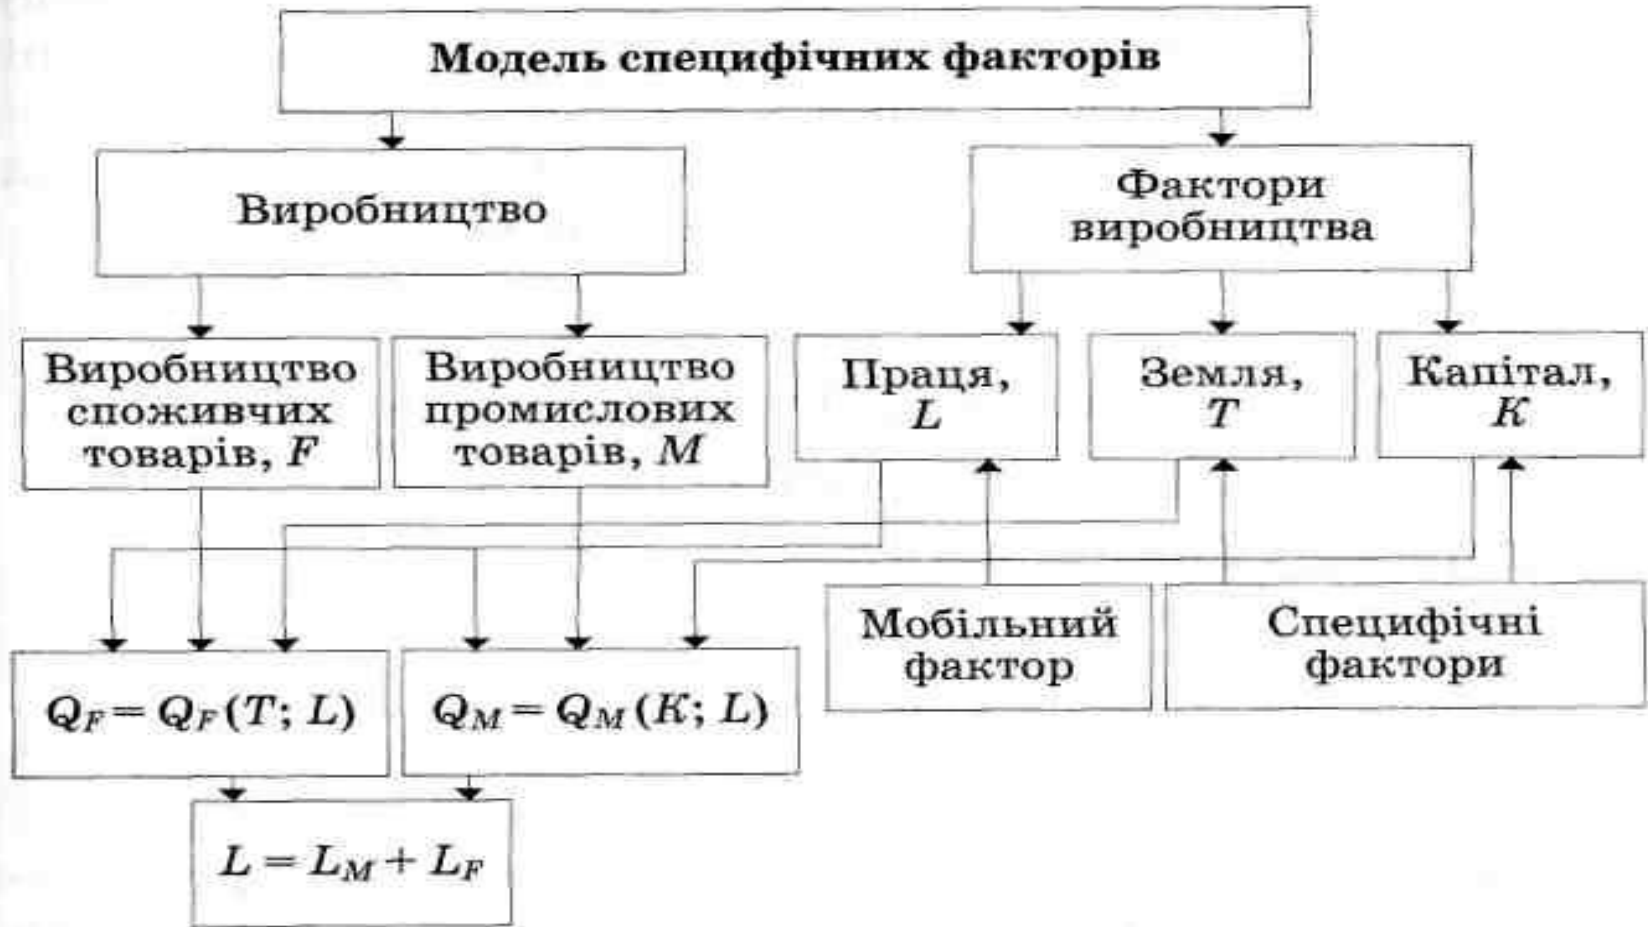 Модель специфічних факторів
Виробництво
Фактори
виробництва
Виробництво
споживчих
товарів, F
Виробництво
промислових
товарів, M
Праця,
L
Земля,
T
Капітал,
K
Мобільний
фактор
Специфічні
фактори
Q_F = Q_F (T; L)
Q_M = Q_M (K; L)
L = L_M + L_F